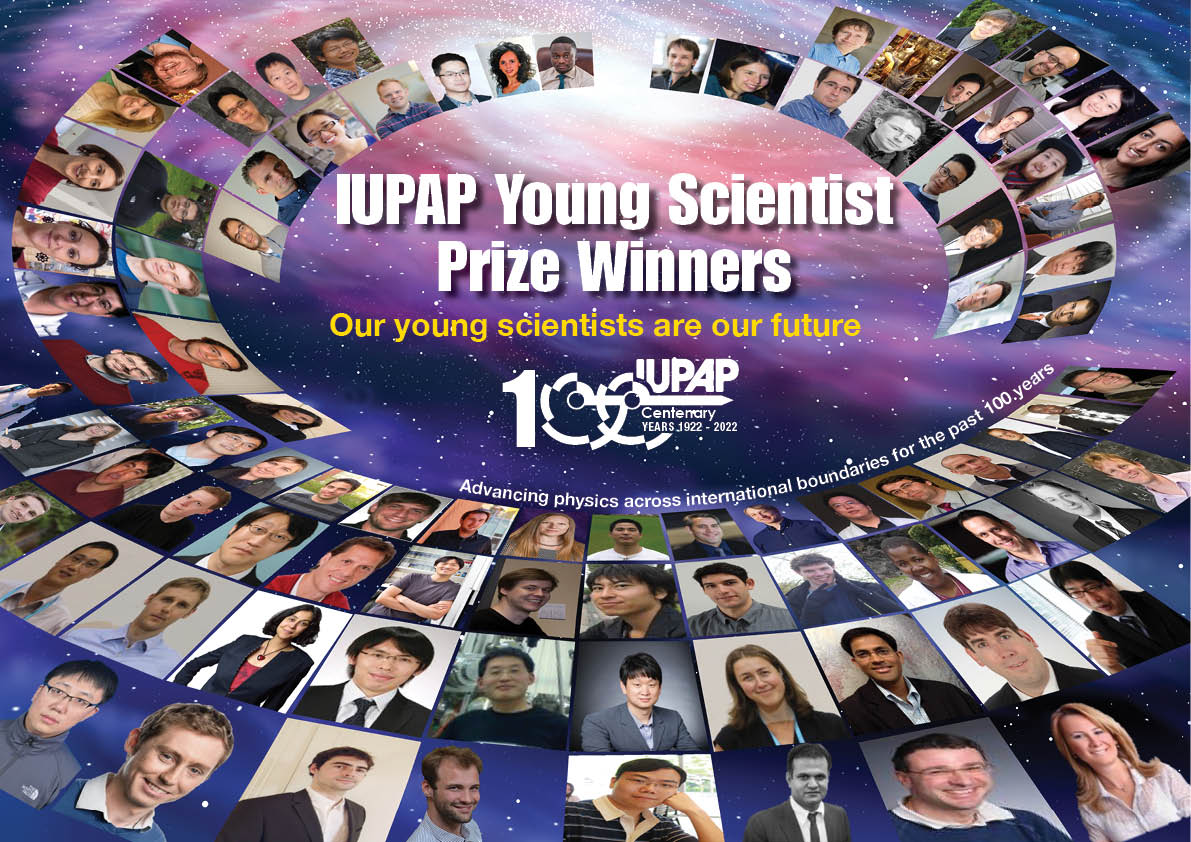 IUPAP Young Scientist
Prize Winners
Our young scientists are our future
100
IUPAP
Centenary
YEARS 1922 - 2022
Advancing physics across international boundaries for the past 100 years